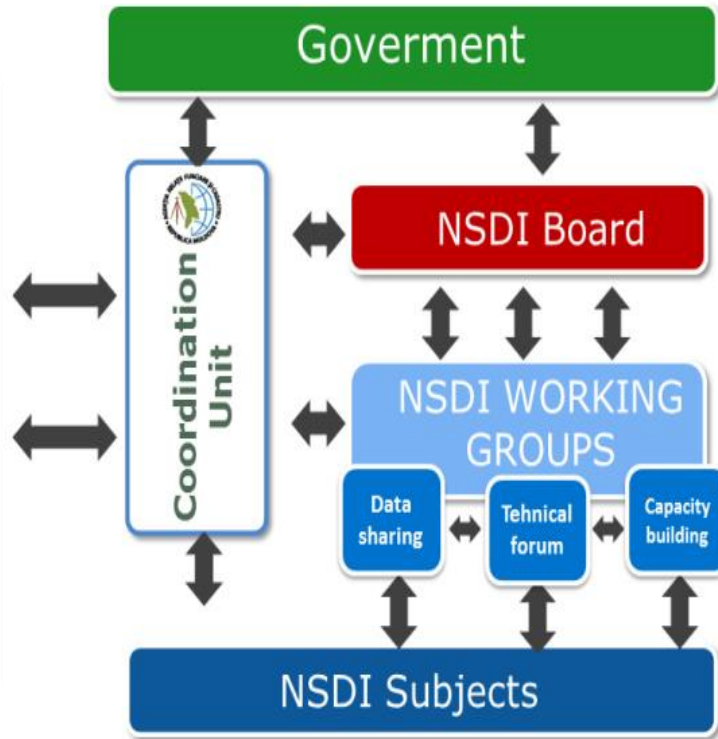 Goverment
Coordination
Unit
NSDI Board
NSDI WORKING
GROUPS
Data
sharing
Tehnical
forum
Capacity
building
NSDI Subjects